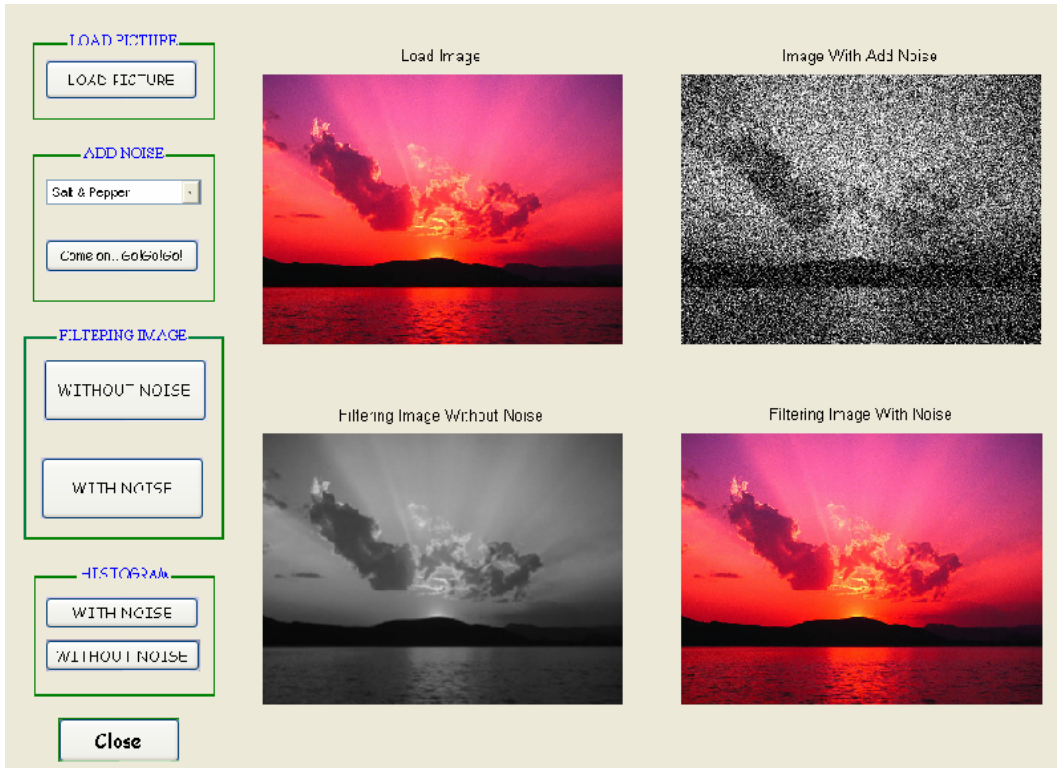 LOAD PICTURE
LOAD PICTURE
ADD NOISE
Salt & Pepper
Come on...Go!Go!Go!
FILTERING IMAGE
WITHOUT NOISE
WITH NOISE
HISTOGRAM
WITH NOISE
WITHOUT NOISE
Close
Load Image
Image With Add Noise
Filtering Image Without Noise
Filtering Image With Noise